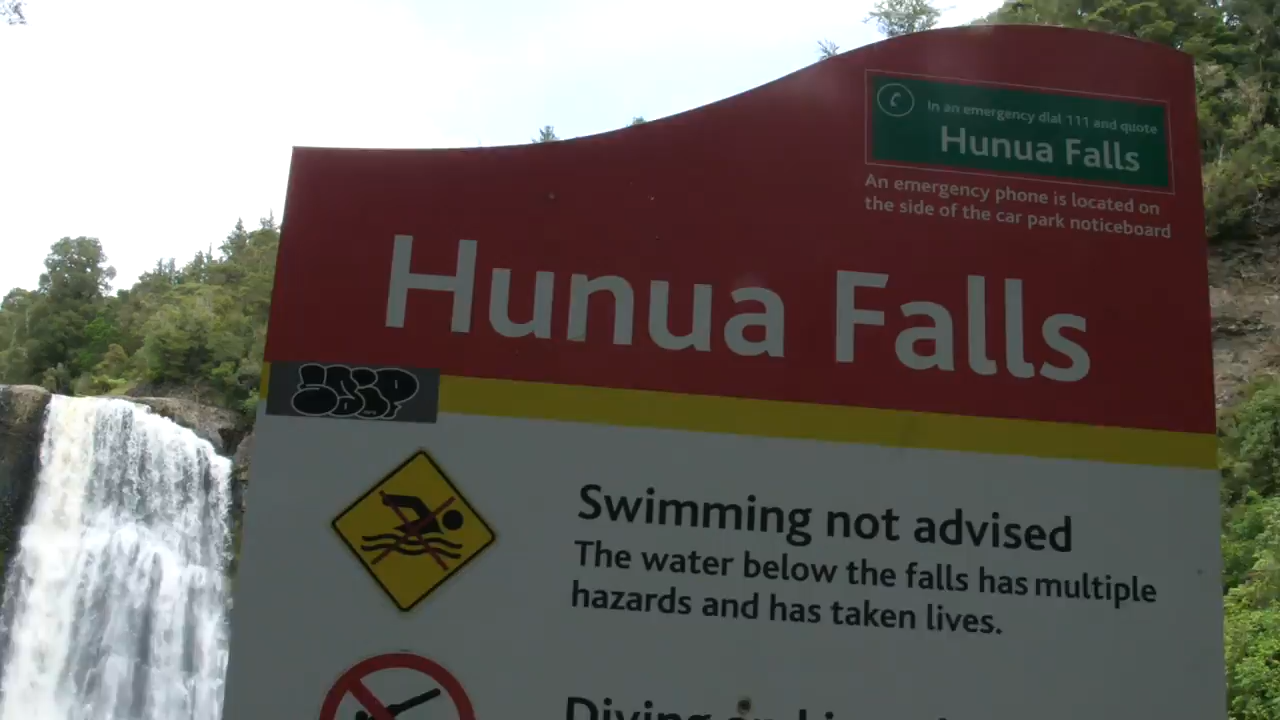 In an emergency dial 111 and quote
Hunua Falls
An emergency phone is located on
the side of the car park noticeboard
Hunua Falls
Swimming not advised
The water below the falls has multiple
hazards and has taken lives.
Diving and